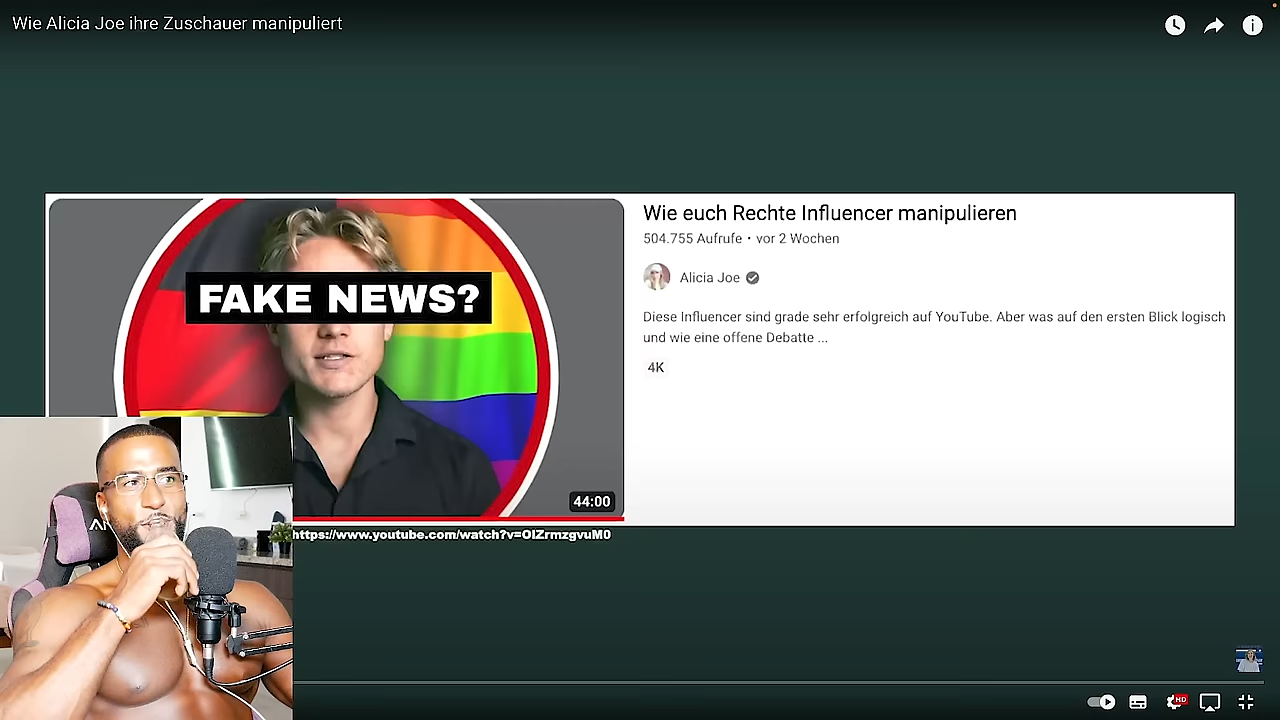 Wie Alicia Joe ihre Zuschauer manipuliert
FAKE NEWS?
44:00
Wie euch Rechte Influencer manipulieren
504.755 Aufrufe • vor 2 Wochen
Alicia Joe
Diese Influencer sind grade sehr erfolgreich auf YouTube. Aber was auf den ersten Blick logisch
und wie eine offene Debatte ...
4K
https://www.youtube.com/watch?v=OIZrmzgvuM0
HD